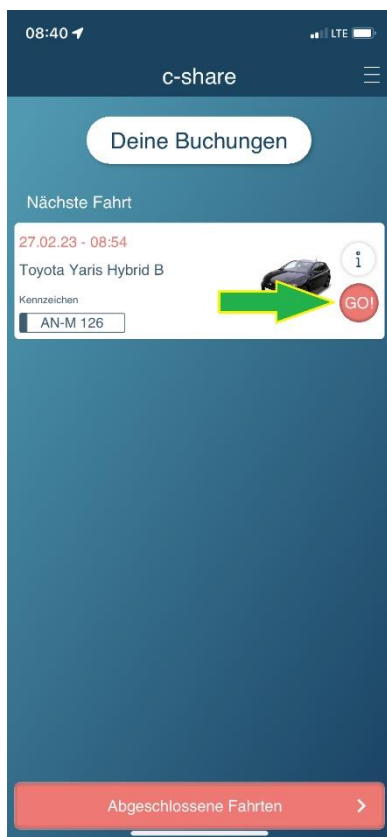 08:40
LTE
c-share
Deine Buchungen
Nächste Fahrt
27.02.23 - 08:54
Toyota Yaris Hybrid B
i
GO!
Kennzeichen
AN-M 126
Abgeschlossene Fahrten